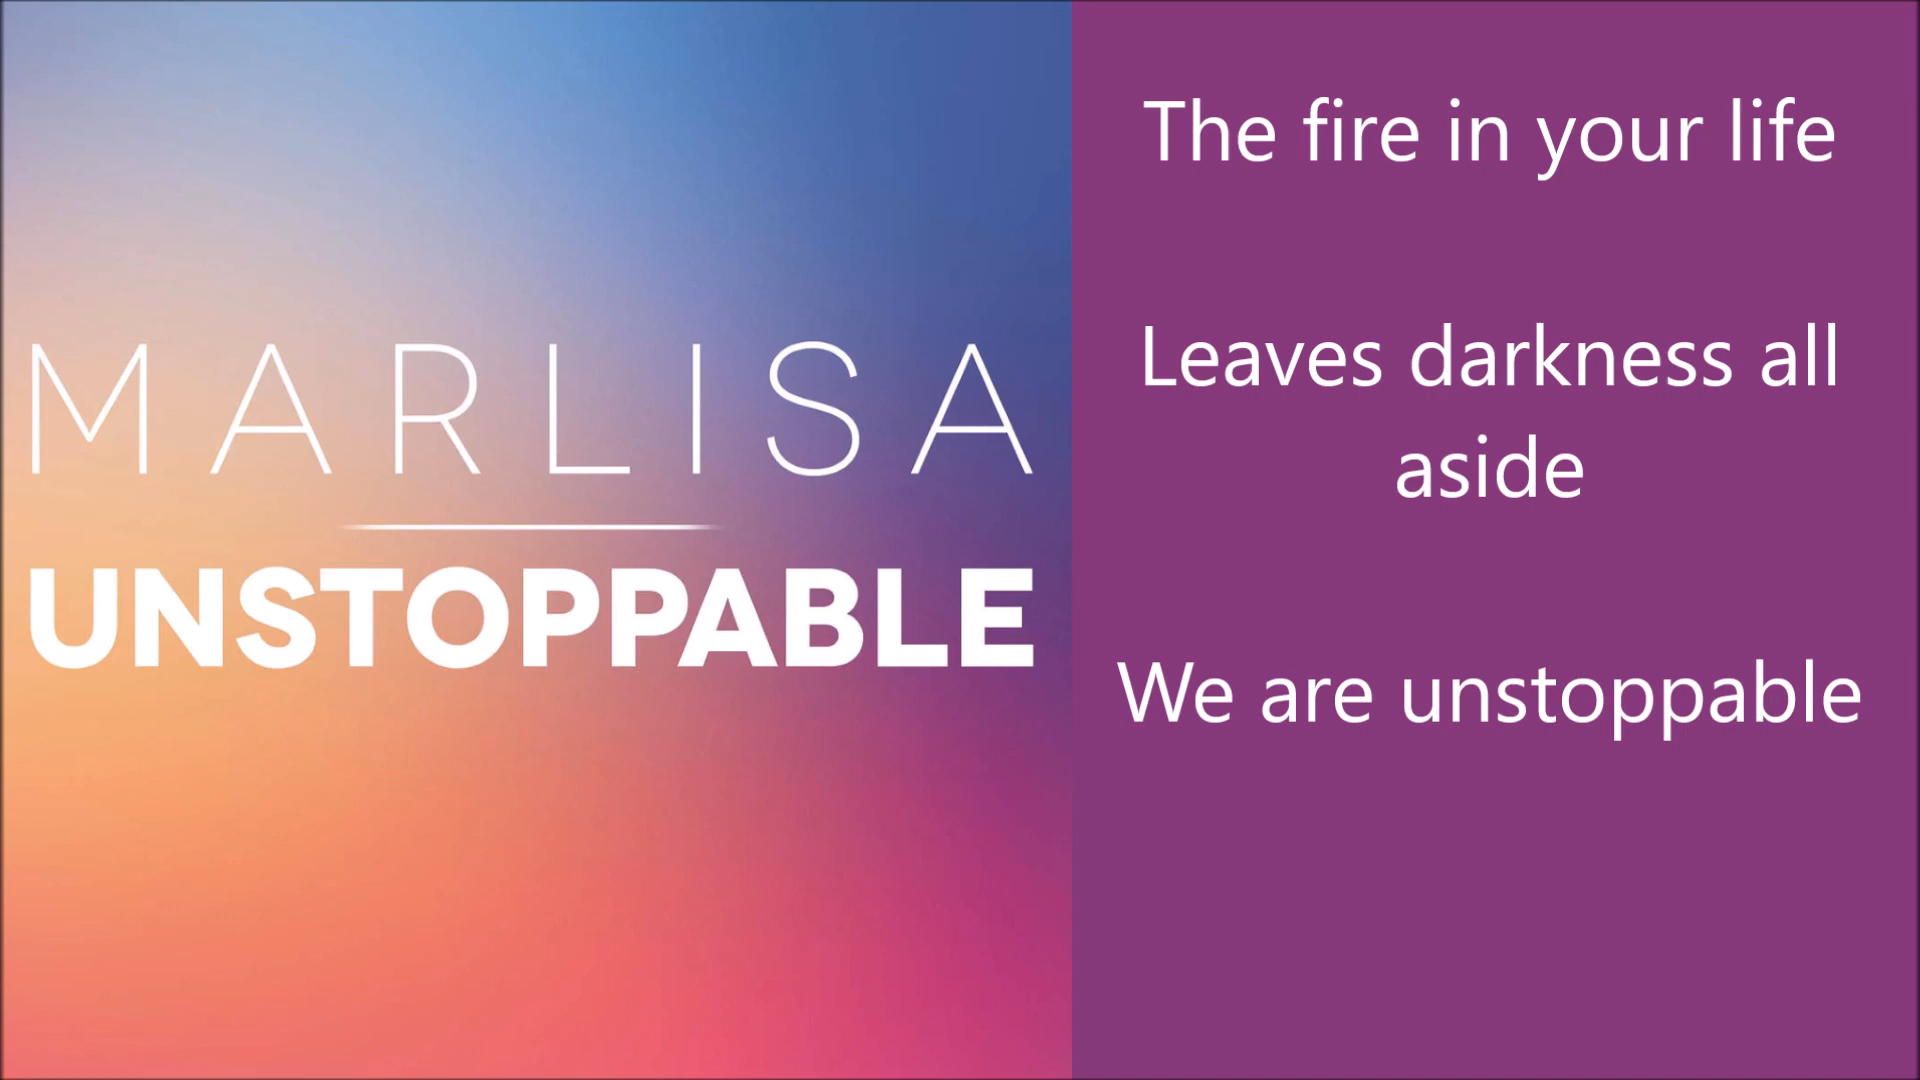 MARLISA
UNSTOPPABLE
The fire in your life
Leaves darkness all
aside
We are unstoppable